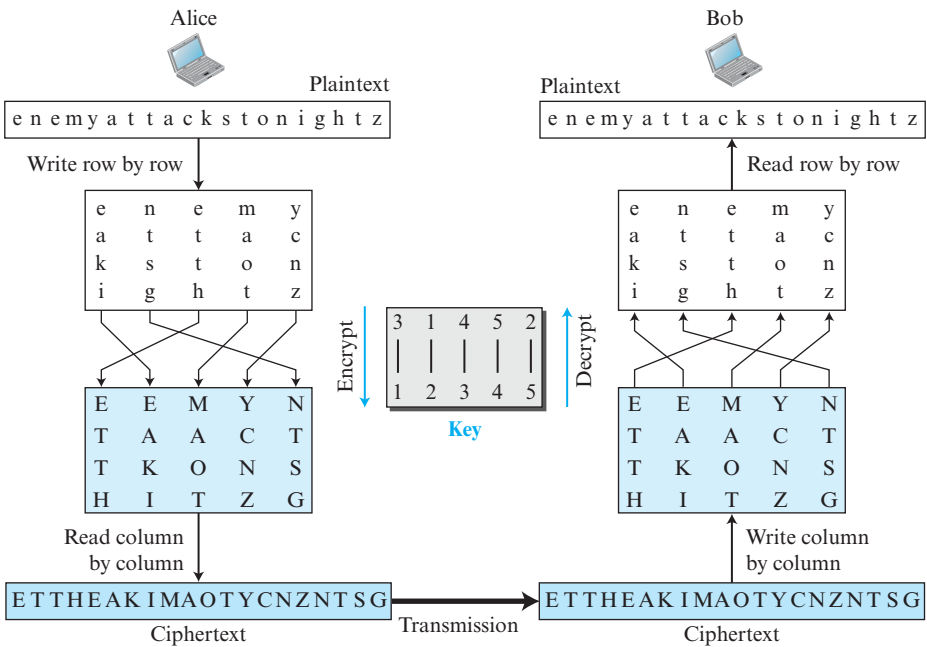 Alice
Bob
Plaintext
Plaintext
e n e m y a t t a c k s t o n i g h t z
e n e m y a t t a c k s t o n i g h t z
Write row by row
Read row by row
e n e m y
a t t a c
k s t o n
i g h t z
e n e m y
a t t a c
k s t o n
i g h t z
Encrypt
3 1 4 5 2
1 2 3 4 5
Decrypt
Key
E E M Y N
T A A C T
T K O N S
H I T Z G
E E M Y N
T A A C T
T K O N S
H I T Z G
Read column
by column
Write column
by column
E T T H E A K I M A O T Y C N Z N T S G
E T T H E A K I M A O T Y C N Z N T S G
Ciphertext
Transmission
Ciphertext